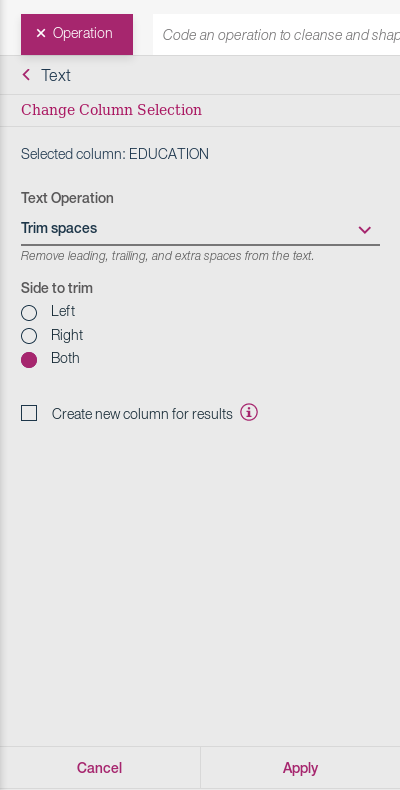 Operation
Code an operation to cleanse and shap
Text
Change Column Selection
Selected column: EDUCATION
Text Operation
Trim spaces
Remove leading, trailing, and extra spaces from the text.
Side to trim
Left
Right
Both
Create new column for results
Cancel
Apply